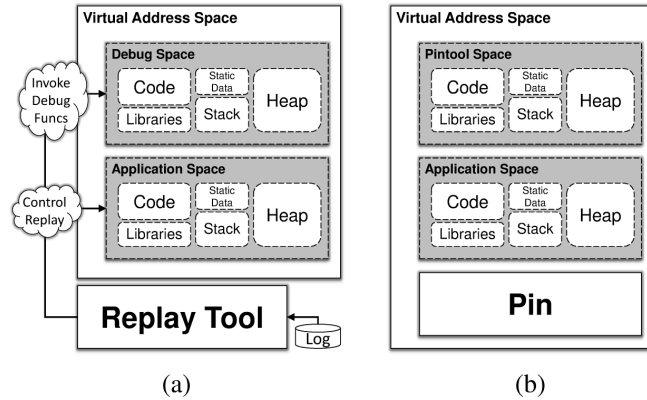 Virtual Address Space
Debug Space
Code
Static
Data
Heap
Libraries
Stack
Invoke
Debug
Funcs
Application Space
Code
Static
Data
Heap
Libraries
Stack
Control
Replay
Replay Tool
Log
(a)
Virtual Address Space
Pintool Space
Code
Static
Data
Heap
Libraries
Stack
Application Space
Code
Static
Data
Heap
Libraries
Stack
Pin
(b)